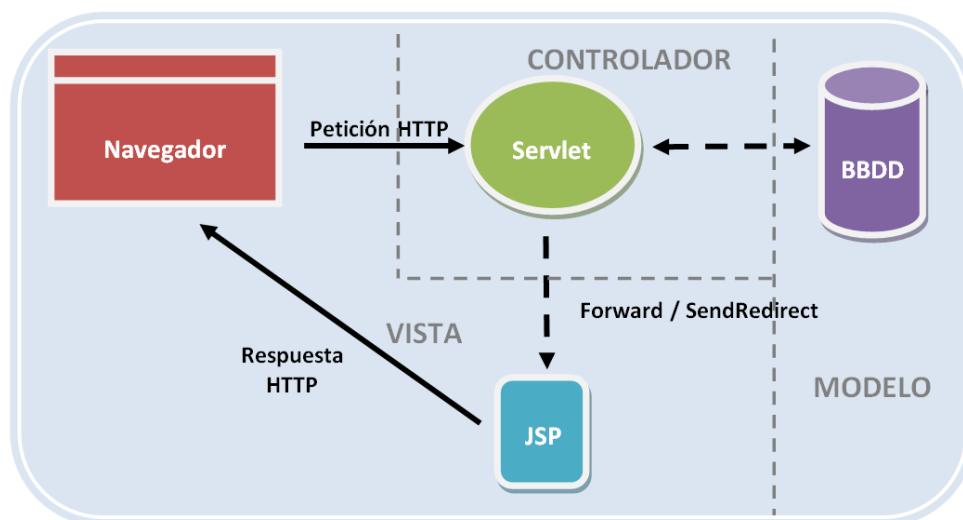 CONTROLADOR
Navegador
Petición HTTP
Servlet
BBDD
Forward / SendRedirect
VISTA
Respuesta
HTTP
MODELO
JSP